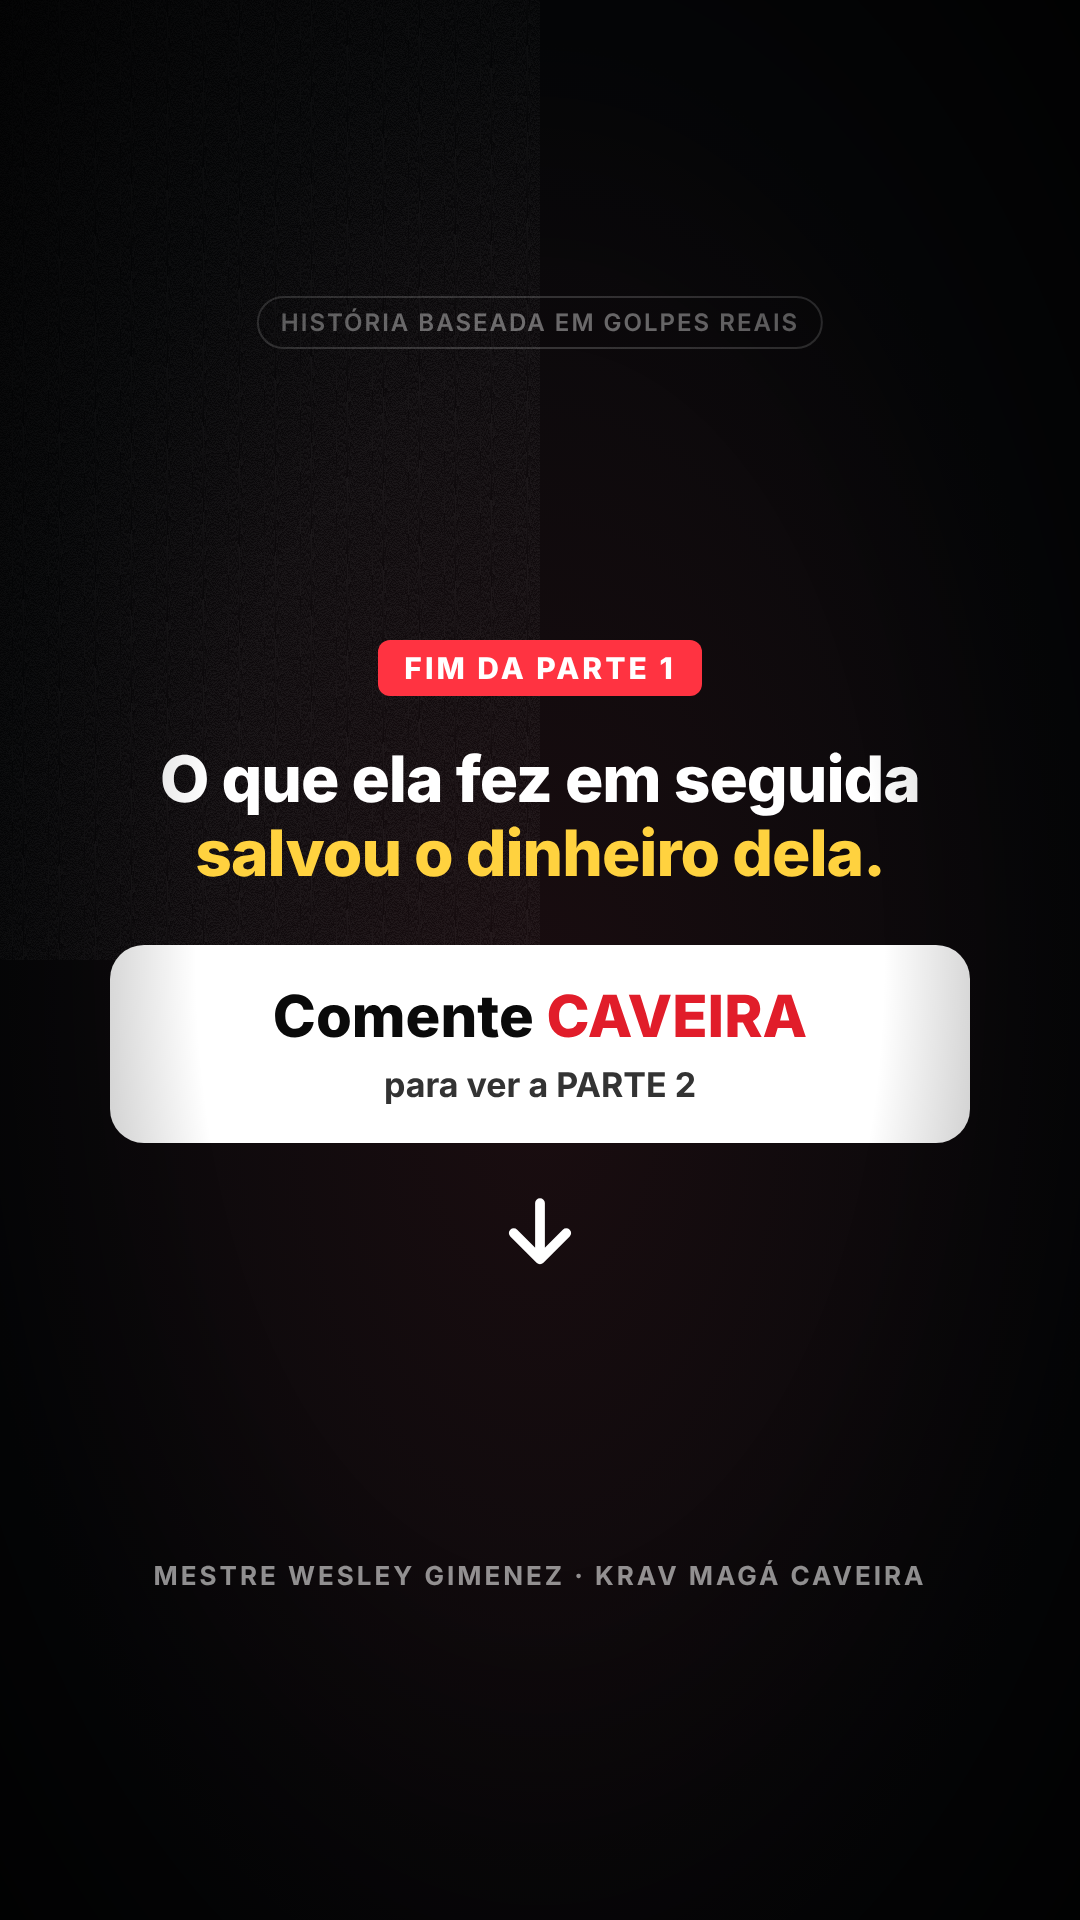 HISTÓRIA BASEADA EM GOLPES REAIS
FIM DA PARTE 1
O que ela fez em seguida
salvou o dinheiro dela.
Comente CAVEIRA
para ver a PARTE 2
MESTRE WESLEY GIMENEZ · KRAV MAGÁ CAVEIRA